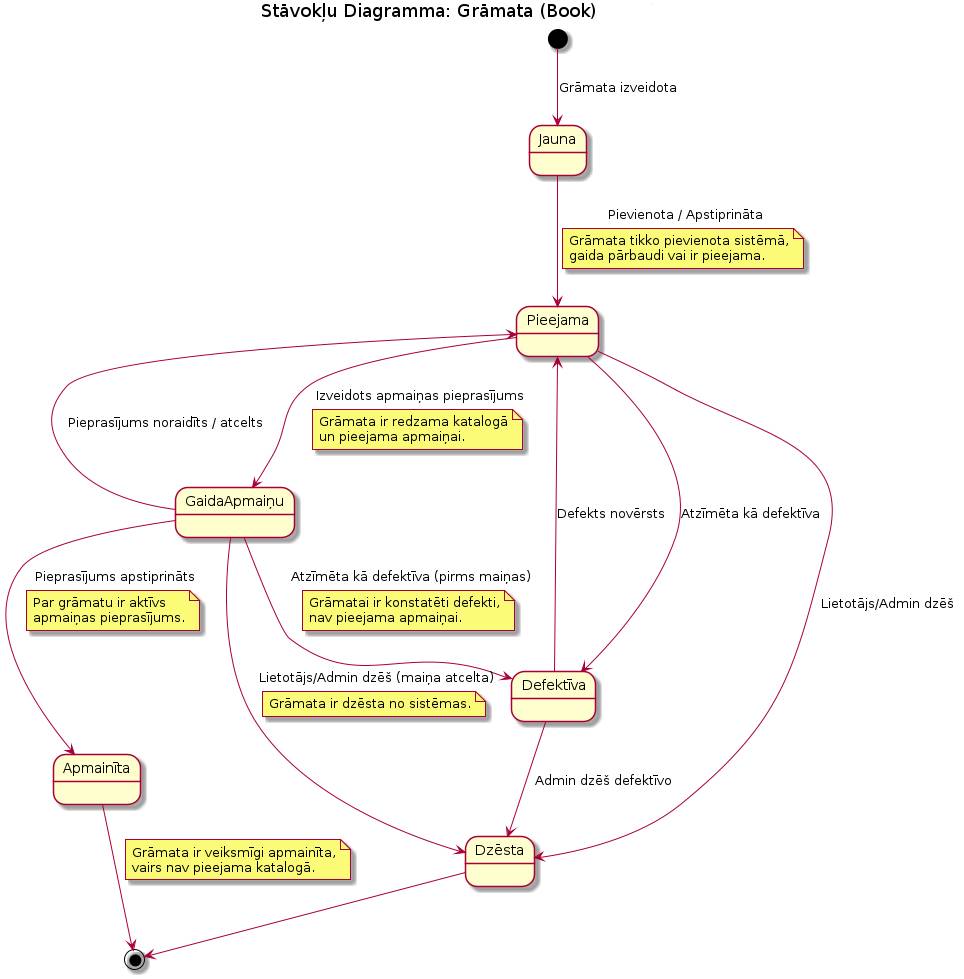 Stāvokļu Diagramma: Grāmata (Book)
Grāmata izveidota
Jauna
Pievienota / Apstiprināta
Grāmata tikko pievienota sistēmā,
gaida pārbaudi vai ir pieejama.
Pieejama
Izveidots apmaiņas pieprasījums
Grāmata ir redzama katalogā
un pieejama apmaiņai.
Pieprasījums noraidīts / atcelts
GaidaApmaiņu
Defekts novērsts
Atzīmēta kā defektīva
Pieprasījums apstiprināts
Par grāmatu ir aktīvs
apmaiņas pieprasījums.
Atzīmēta kā defektīva (pirms maiņas)
Grāmatai ir konstatēti defekti,
nav pieejama apmaiņai.
Lietotājs/Admin dzēš
Lietotājs/Admin dzēš (maiņa atcelta)
Grāmata ir dzēsta no sistēmas.
Defektīva
Apmainīta
Admin dzēš defektīvo
Grāmata ir veiksmīgi apmainīta,
vairs nav pieejama katalogā.
Dzēsta